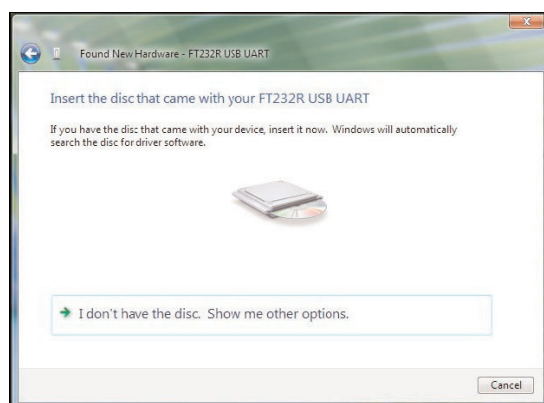 Found New Hardware - FT232R USB UART
Insert the disc that came with your FT232R USB UART
If you have the disc that came with your device, insert it now. Windows will automatically
search the disc for driver software.
I don't have the disc. Show me other options.
Cancel